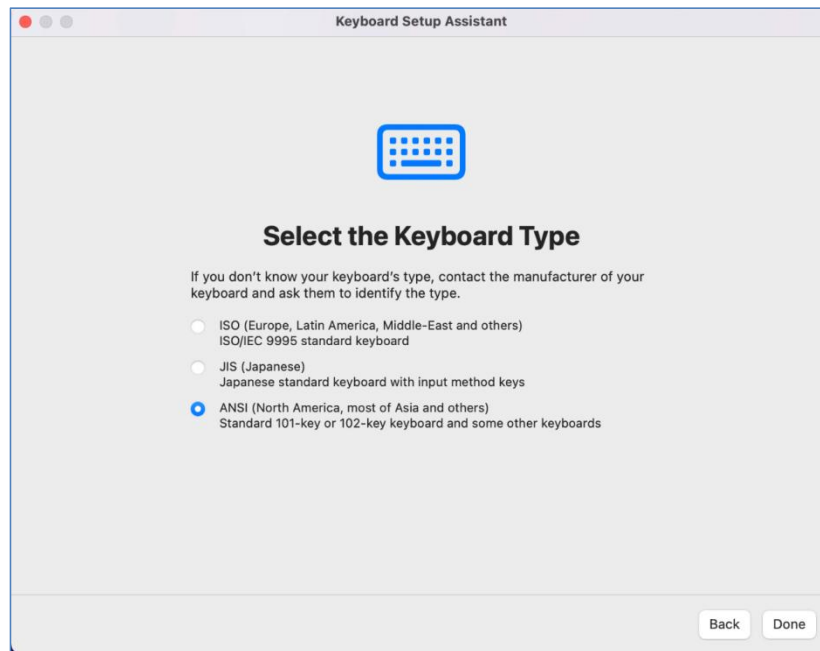 Keyboard Setup Assistant
Select the Keyboard Type
If you don't know your keyboard's type, contact the manufacturer of your
keyboard and ask them to identify the type.
ISO (Europe, Latin America, Middle-East and others)
ISO/IEC 9995 standard keyboard
JIS (Japanese)
Japanese standard keyboard with input method keys
ANSI (North America, most of Asia and others)
Standard 101-key or 102-key keyboard and some other keyboards
Back Done